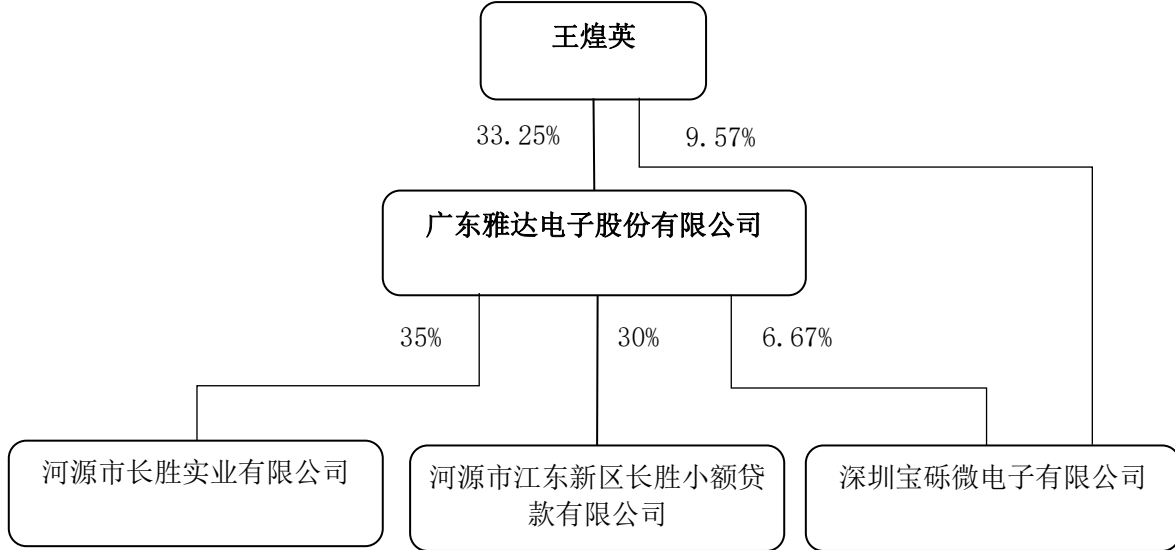 王煌英
33.25%
9.57%
广东雅达电子股份有限公司
35%
30%
6.67%
河源市长胜实业有限公司
河源市江东新区长胜小额贷
款有限公司
深圳宝砾微电子有限公司